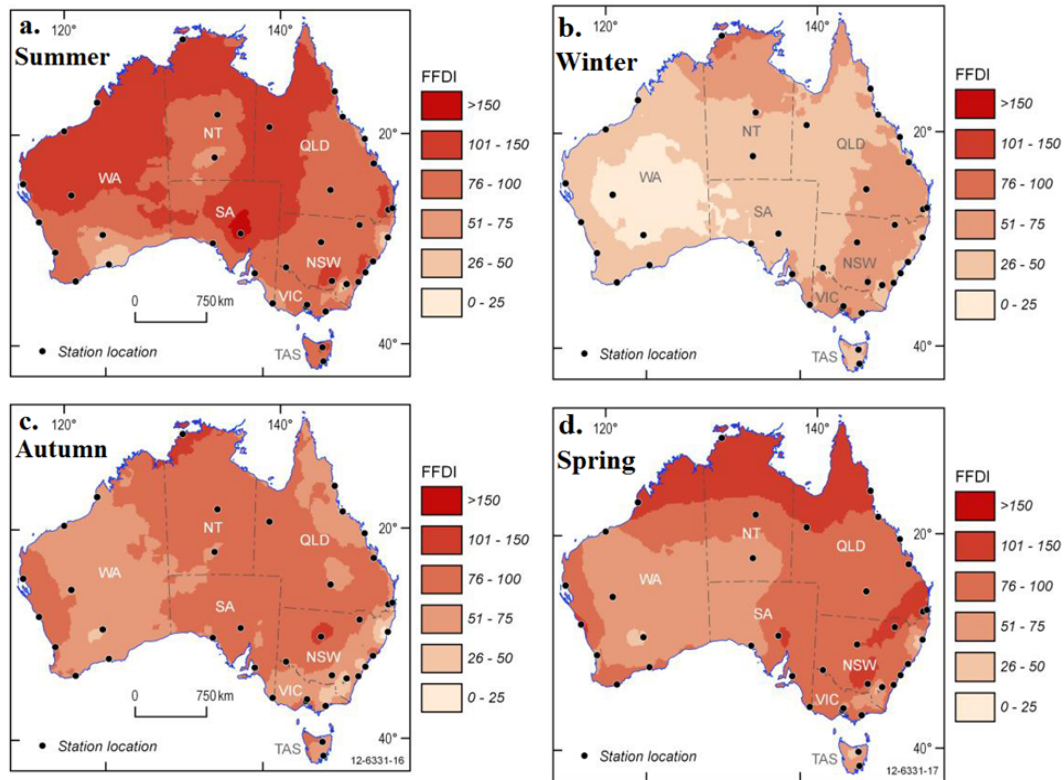 a.
Summer
120°
140°
20°
40°
NT
QLD
WA
SA
NSW
VIC
TAS
0
750 km
Station location
FFDI
>150
101 - 150
76 - 100
51 - 75
26 - 50
0 - 25
b.
Winter
120°
140°
20°
40°
NT
QLD
WA
SA
NSW
VIC
TAS
Station location
FFDI
>150
101 - 150
76 - 100
51 - 75
26 - 50
0 - 25
c.
Autumn
120°
140°
20°
40°
NT
QLD
WA
SA
NSW
VIC
TAS
0
750 km
Station location
12-6331-16
FFDI
>150
101 - 150
76 - 100
51 - 75
26 - 50
0 - 25
d.
Spring
120°
140°
20°
40°
NT
QLD
WA
SA
NSW
VIC
TAS
Station location
12-6331-17
FFDI
>150
101 - 150
76 - 100
51 - 75
26 - 50
0 - 25